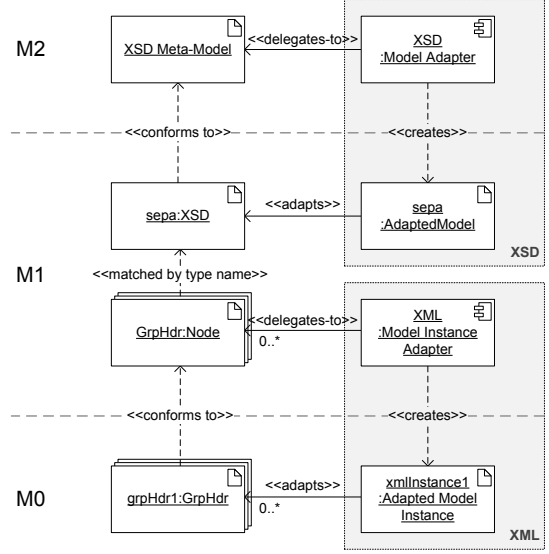 M2
XSD Meta-Model
<<delegates-to>>
XSD
:Model Adapter
<<conforms to>>
<<creates>>
sepa:XSD
<<adapts>>
sepa
:AdaptedModel
XSD
M1
<<matched by type name>>
GrpHdr:Node
<<delegates-to>>
0..*
XML
:Model Instance
Adapter
<<conforms to>>
<<creates>>
M0
grpHdr1:GrpHdr
<<adapts>>
0..*
xmlInstance1
:Adapted Model
Instance
XML